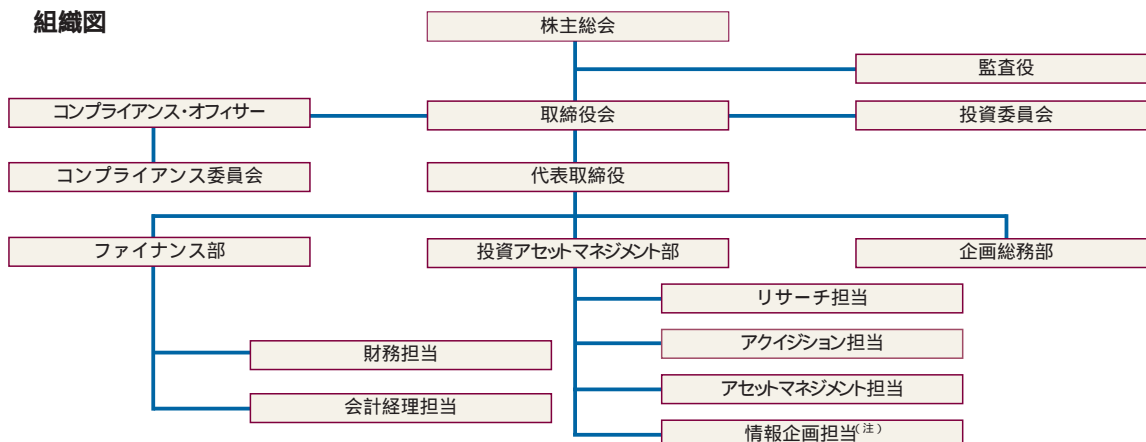 組織図
株主総会
監査役
コンプライアンス・オフィサー
取締役会
投資委員会
コンプライアンス委員会
代表取締役
ファイナンス部
投資アセットマネジメント部
企画総務部
リサーチ担当
アクイジション担当
財務担当
アセットマネジメント担当
会計経理担当
情報企画担当（注）